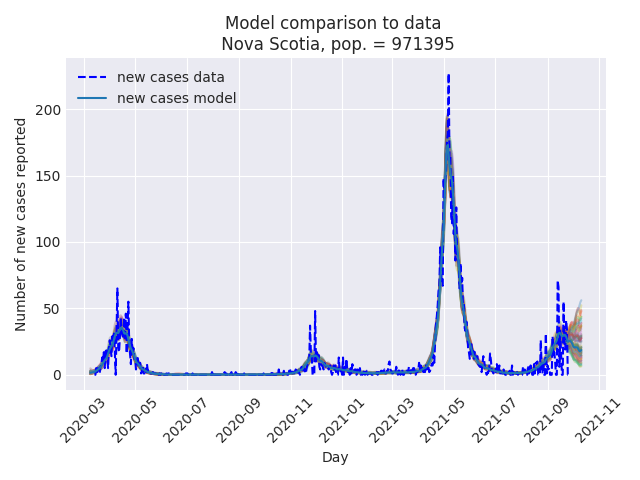 Model comparison to data
Nova Scotia, pop. = 971395
new cases data
new cases model
Number of new cases reported
200
150
100
50
0
2020-03
2020-05
2020-07
2020-09
2020-11
2021-01
2021-03
2021-05
2021-07
2021-09
2021-11
Day